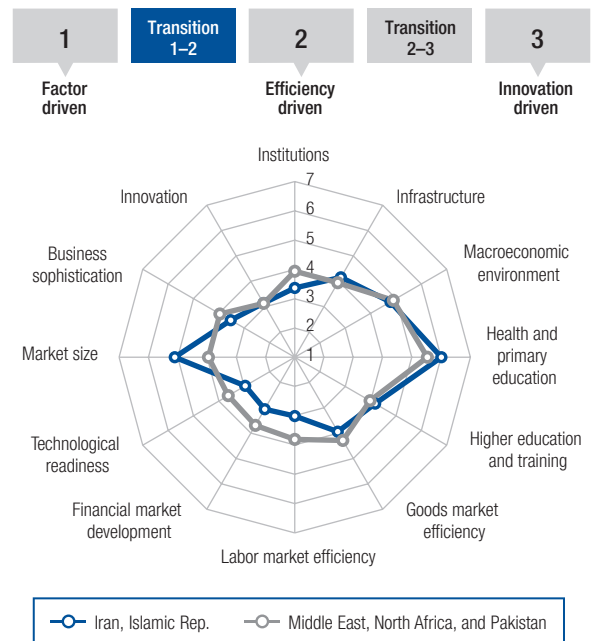 1
Transition
1–2
2
Transition
2–3
3
Factor
driven
Efficiency
driven
Innovation
driven
Institutions
7
Innovation
6
Infrastructure
5
Business
sophistication
4
Macroeconomic
environment
3
2
Market size
1
Health and
primary
education
Technological
readiness
Higher education
and training
Financial market
development
Goods market
efficiency
Labor market efficiency
Iran, Islamic Rep.
Middle East, North Africa, and Pakistan